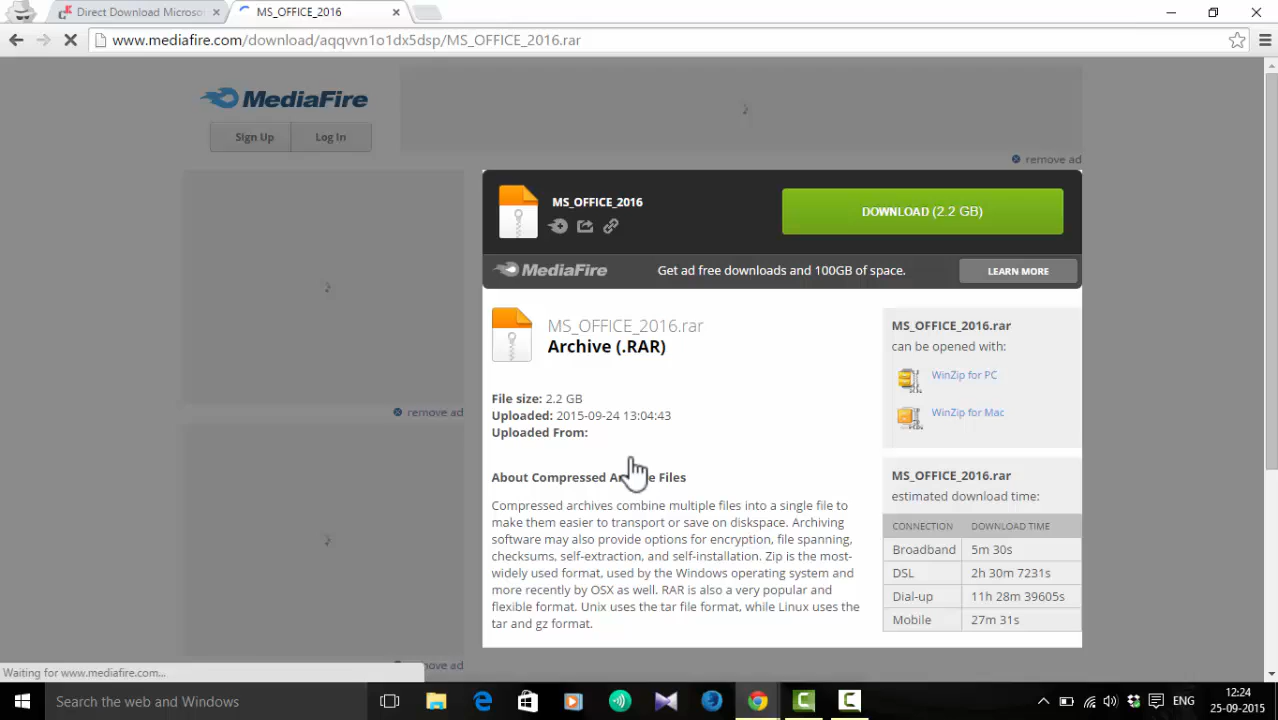 Direct Download Microso
MS_OFFICE_2016
www.mediafire.com/download/aqqvvn1o1dx5dsp/MS_OFFICE_2016.rar
MediaFire
Sign Up
Log In
remove ad
MS_OFFICE_2016
DOWNLOAD (2.2 GB)
MediaFire
Get ad free downloads and 100GB of space.
LEARN MORE
MS_OFFICE_2016.rar
Archive (.RAR)
File size: 2.2 GB
Uploaded: 2015-09-24 13:04:43
Uploaded From:
About Compressed Ar e Files
Compressed archives combine multiple files into a single file to
make them easier to transport or save on diskspace. Archiving
software may also provide options for encryption, file spanning,
checksums, self-extraction, and self-installation. Zip is the most-
widely used format, used by the Windows operating system and
more recently by OSX as well. RAR is also a very popular and
flexible format. Unix uses the tar file format, while Linux uses the
tar and gz format.
MS_OFFICE_2016.rar
can be opened with:
WinZip for PC
WinZip for Mac
MS_OFFICE_2016.rar
estimated download time:
CONNECTION DOWNLOAD TIME
Broadband 5m 30s
DSL 2h 30m 7231s
Dial-up 11h 28m 39605s
Mobile 27m 31s
remove ad
move ad
Waiting for www.mediafire.com...
Search the web and Windows
ENG
12:24
25-09-2015